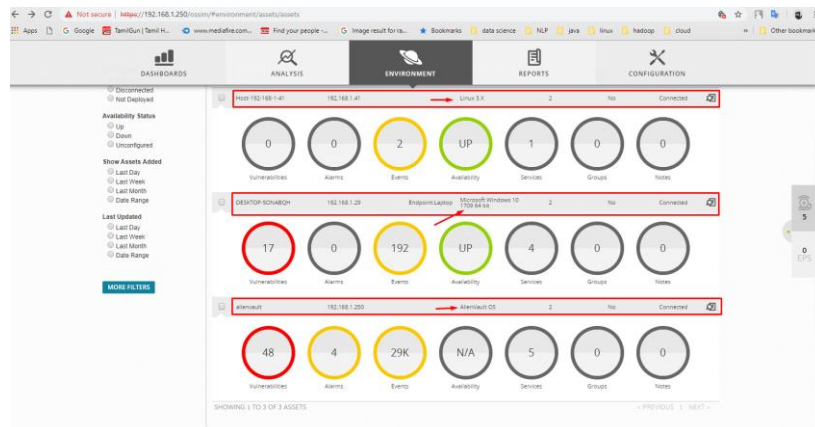 Not secure | https://192.168.1.250/ossim/#environment/assets/assets
Apps G Google TamilGun | Tamil H... www.mediafire.com... Find your people -... G Image result for ra... Bookmarks data science NLP java linux hadoop cloud » Other bookmark
DASHBOARDS ANALYSIS ENVIRONMENT REPORTS CONFIGURATION
Disconnected
Not Deployed
Availability Status
Up
Down
Unconfigured
Show Assets Added
Last Day
Last Week
Last Month
Date Range
Last Updated
Last Day
Last Week
Last Month
Date Range
MORE FILTERS
Host-192-168-1-41 192.168.1.41 Linux 3.X 2 No Connected
0 0 2 UP 1 0 0
Vulnerabilities Alarms Events Availability Services Groups Notes
DESKTOP-SONABQH 192.168.1.29 Endpoint Laptop Microsoft Windows 10 1709 64 bit 2 No Connected
17 0 192 UP 4 0 0
Vulnerabilities Alarms Events Availability Services Groups Notes
alienvault 192.168.1.250 AlienVault OS 2 No Connected
48 4 29K N/A 5 0 0
Vulnerabilities Alarms Events Availability Services Groups Notes
SHOWING 1 TO 3 OF 3 ASSETS < PREVIOUS 1 NEXT >
5
0
EPS